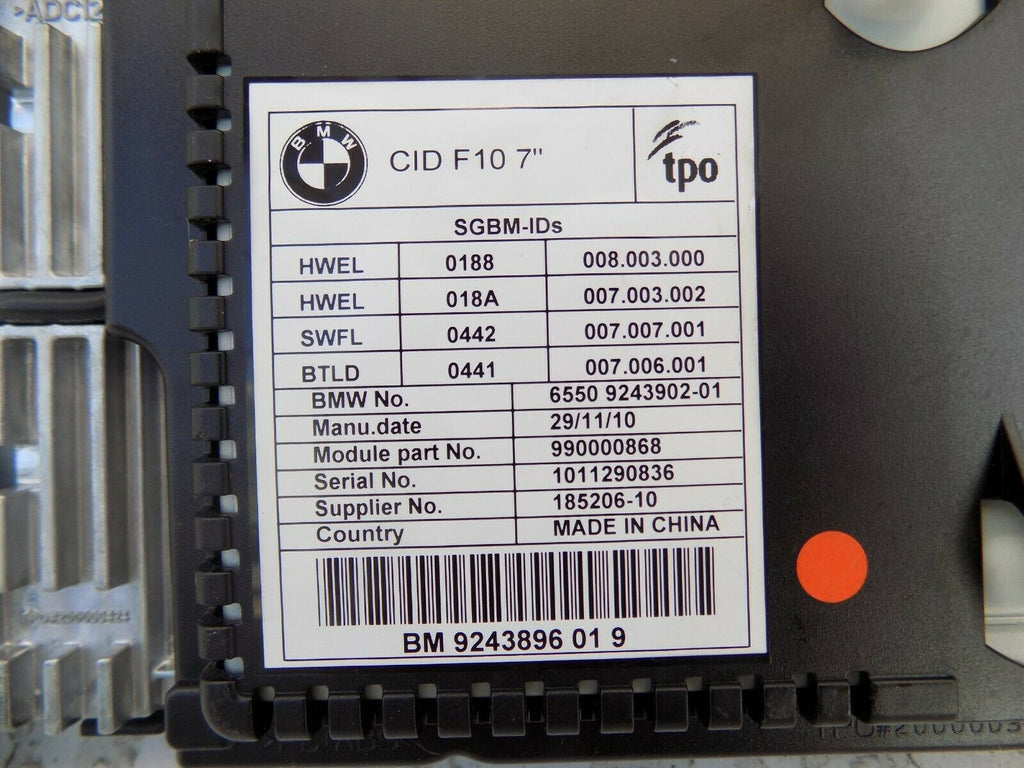 >ADC12
BMW
CID F10 7"
tpo
SGBM-IDs
HWEL 0188 008.003.000
HWEL 018A 007.003.002
SWFL 0442 007.007.001
BTLD 0441 007.006.001
BMW No. 6550 9243902-01
Manu.date 29/11/10
Module part No. 990000868
Serial No. 1011290836
Supplier No. 185206-10
Country MADE IN CHINA
BM 9243896 01 9